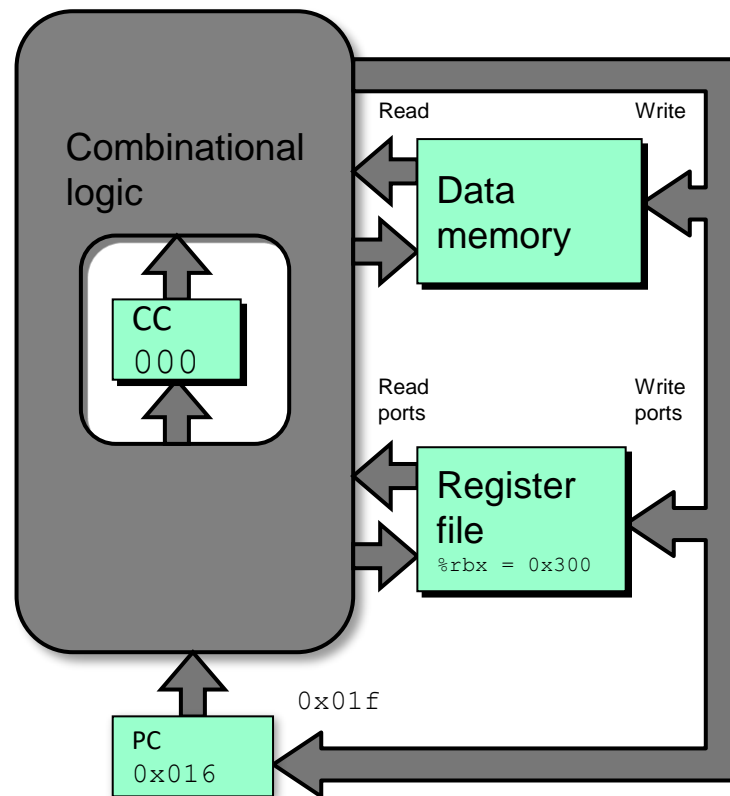 Combinational
logic
CC
000
Read
Write
Data
memory
Read
ports
Write
ports
Register
file
%rbx = 0x300
0x01f
PC
0x016